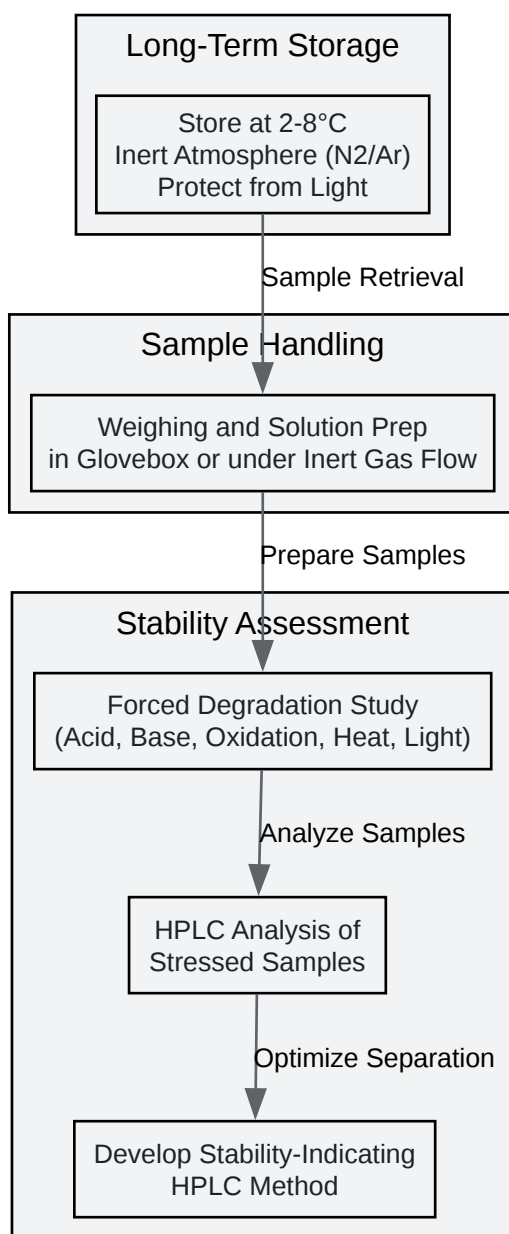 Long-Term Storage
Store at 2-8°C
Inert Atmosphere (N2/Ar)
Protect from Light
Sample Retrieval
Sample Handling
Weighing and Solution Prep
in Glovebox or under Inert Gas Flow
Prepare Samples
Stability Assessment
Forced Degradation Study
(Acid, Base, Oxidation, Heat, Light)
Analyze Samples
HPLC Analysis of
Stressed Samples
Optimize Separation
Develop Stability-Indicating
HPLC Method